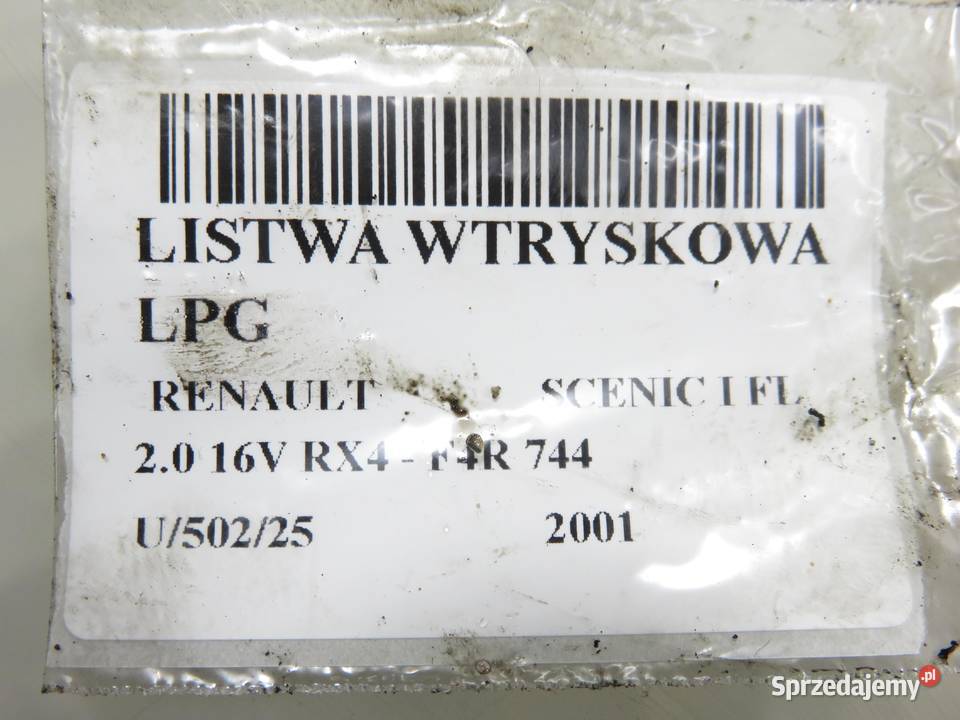 LISTWA WTRYSKOWA
LPG
RENAULT SCENIC I FL
2.0 16V RX4 - F4R 744
U/502/25 2001
Sprzedajemy.pl